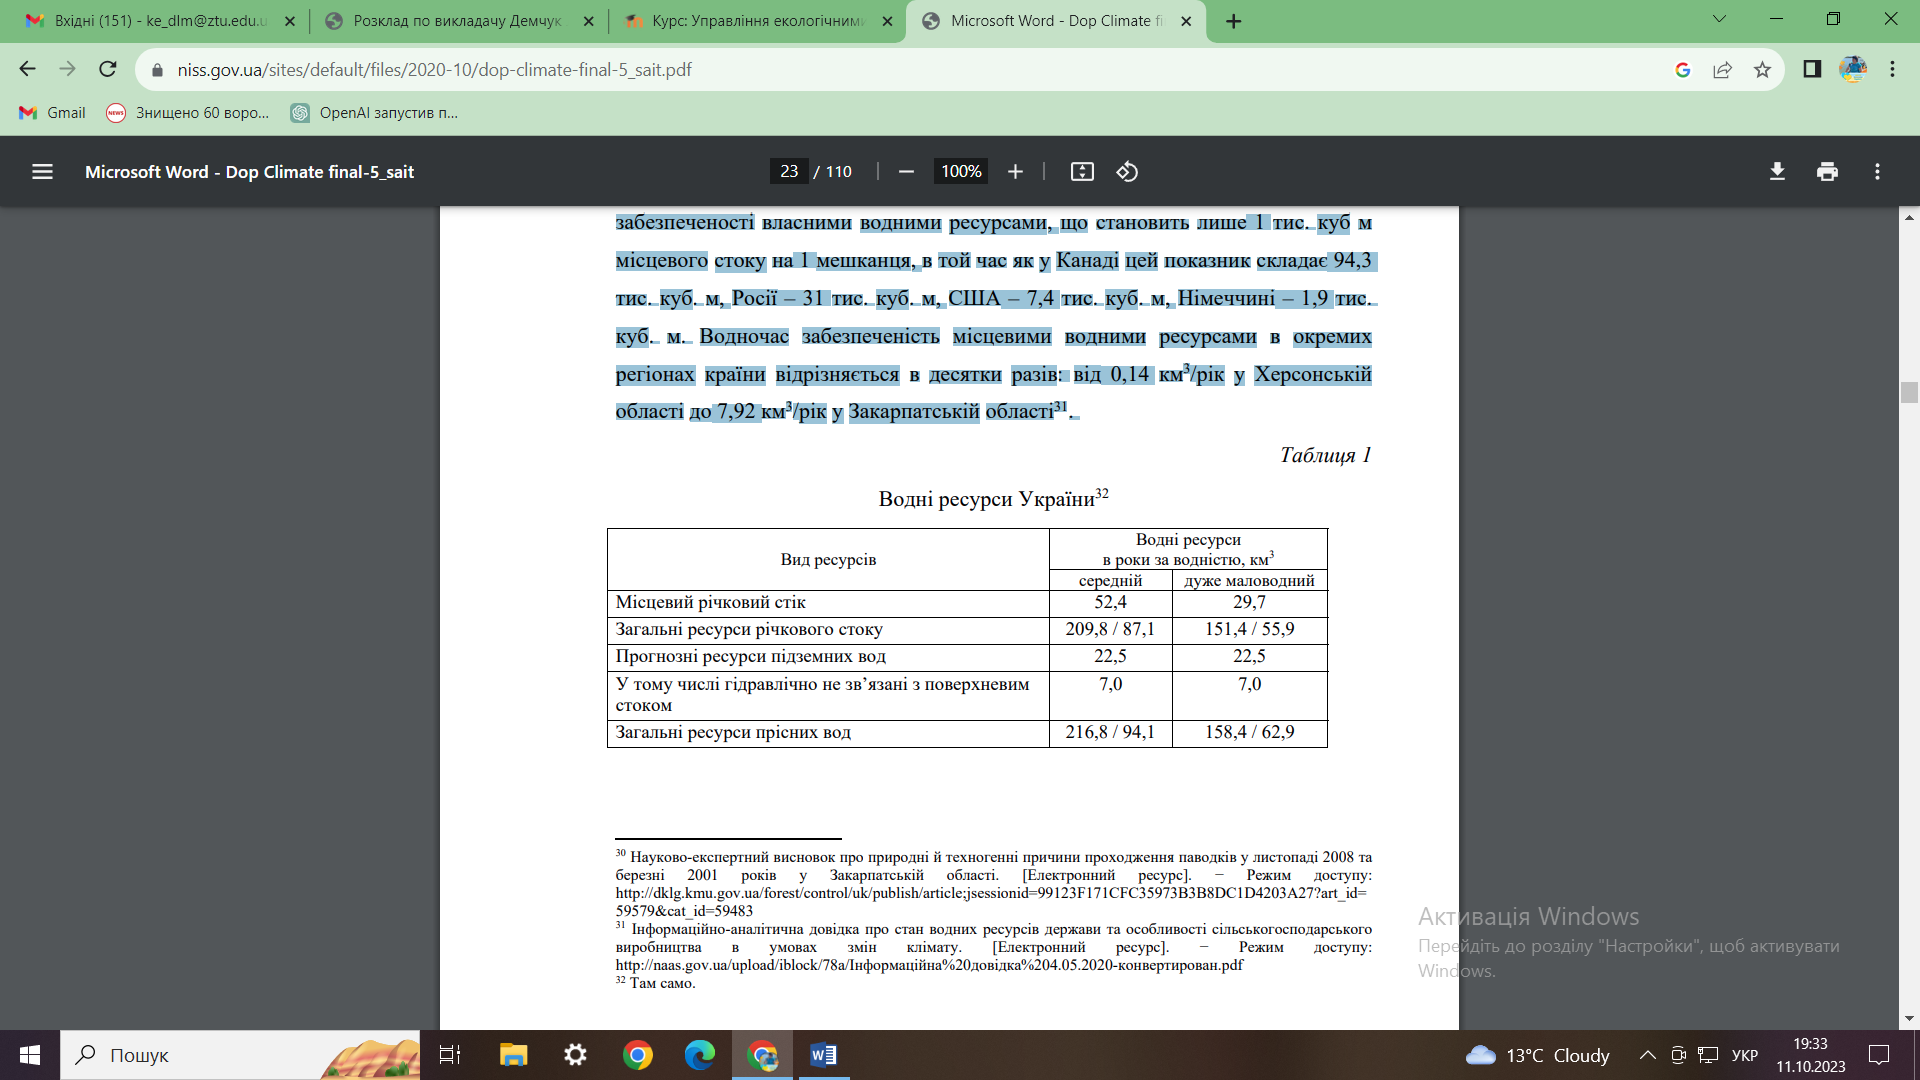 Вхідні (151) - ke_dlm@ztu.edu.u
Розклад по викладачу Демчук
Курс: Управління екологічними
Microsoft Word - Dop Climate fi
niss.gov.ua/sites/default/files/2020-10/dop-climate-final-5_sait.pdf
Gmail
Знищено 60 воро...
OpenAI запустив п...
Microsoft Word - Dop Climate final-5_sait
23 / 110
100%
забезпеченості власними водними ресурсами, що становить лише 1 тис. куб м
місцевого стоку на 1 мешканця, в той час як у Канаді цей показник складає 94,3
тис. куб. м, Росії – 31 тис. куб. м, США – 7,4 тис. куб. м, Німеччині – 1,9 тис.
куб. м. Водночас забезпеченість місцевими водними ресурсами в окремих
регіонах країни відрізняється в десятки разів: від 0,14 км³/рік у Херсонській
області до 7,92 км³/рік у Закарпатській області³¹.
Таблиця 1
Водні ресурси України³²
Вид ресурсів
Водні ресурси
в роки за водністю, км³
середній дуже маловодний
Місцевий річковий стік 52,4 29,7
Загальні ресурси річкового стоку 209,8 / 87,1 151,4 / 55,9
Прогнозні ресурси підземних вод 22,5 22,5
У тому числі гідравлічно не зв’язані з поверхневим 7,0 7,0
стоком
Загальні ресурси прісних вод 216,8 / 94,1 158,4 / 62,9
³⁰ Науково-експертний висновок про природні й техногенні причини проходження паводків у листопаді 2008 та
березні 2001 років у Закарпатській області. [Електронний ресурс]. − Режим доступу:
http://dklg.kmu.gov.ua/forest/control/uk/publish/article;jsessionid=99123F171CFC35973B3B8DC1D4203A27?art_id=
59579&cat_id=59483
³¹ Інформаційно-аналітична довідка про стан водних ресурсів держави та особливості сільськогосподарського
виробництва в умовах змін клімату. [Електронний ресурс]. − Режим доступу:
http://naas.gov.ua/upload/iblock/78a/Інформаційна%20довідка%204.05.2020-конвертирован.pdf
³² Там само.
Активація Windows
Перейдіть до розділу "Настройки", щоб активувати
Windows.
Пошук
13°C Cloudy
УКР
19:33
11.10.2023